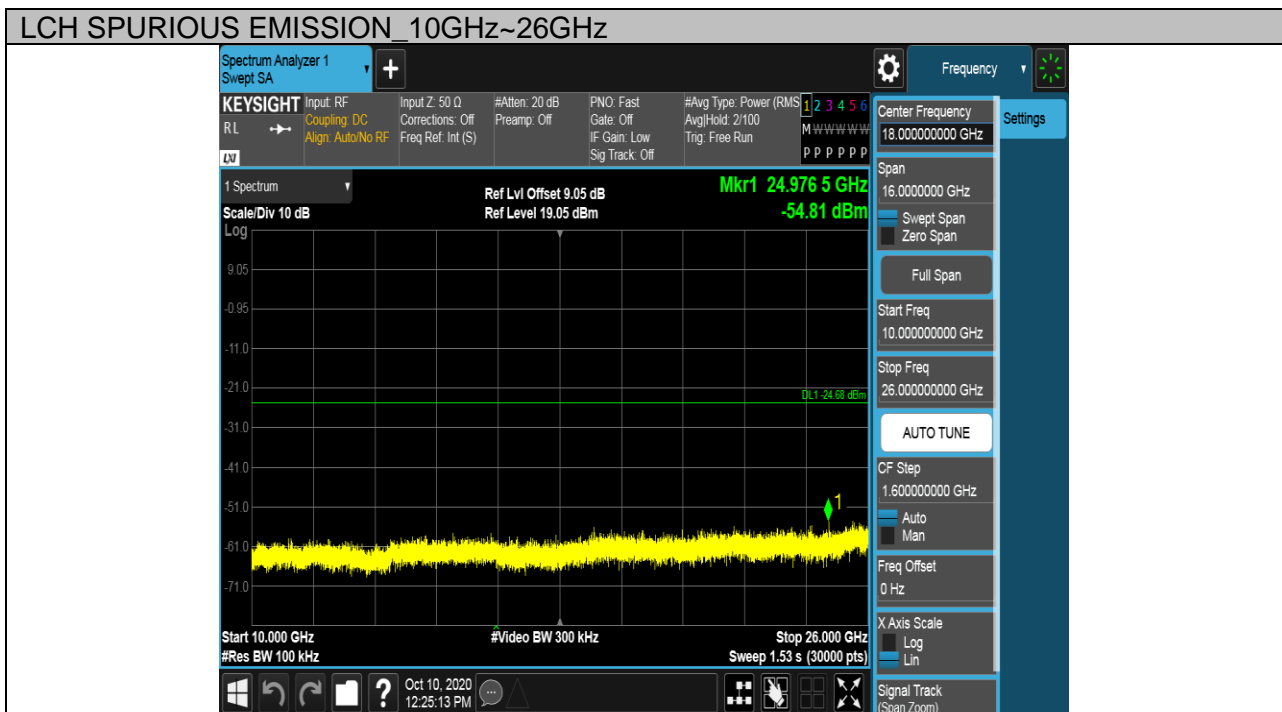 LCH SPURIOUS EMISSION_10GHz~26GHz
Spectrum Analyzer 1
Swept SA
+
Frequency
KEYSIGHT
RL
LXI
Input: RF
Coupling: DC
Align: Auto/No RF
Input Z: 50 Ω
Corrections: Off
Freq Ref: Int (S)
#Atten: 20 dB
Preamp: Off
PNO: Fast
Gate: Off
IF Gain: Low
Sig Track: Off
#Avg Type: Power (RMS
Avg|Hold: 2/100
Trig: Free Run
1 2 3 4 5 6
M W W W W W
P P P P P P
1 Spectrum
Scale/Div 10 dB
Log
Ref Lvl Offset 9.05 dB
Ref Level 19.05 dBm
Mkr1 24.976 5 GHz
-54.81 dBm
9.05
-0.95
-11.0
-21.0
-31.0
-41.0
-51.0
-61.0
-71.0
DL1 -24.68 dBm
1
Start 10.000 GHz
#Res BW 100 kHz
#Video BW 300 kHz
Stop 26.000 GHz
Sweep 1.53 s (30000 pts)
?
Oct 10, 2020
12:25:13 PM
Center Frequency
18.000000000 GHz
Settings
Span
16.0000000 GHz
Swept Span
Zero Span
Full Span
Start Freq
10.000000000 GHz
Stop Freq
26.000000000 GHz
AUTO TUNE
CF Step
1.600000000 GHz
Auto
Man
Freq Offset
0 Hz
X Axis Scale
Log
Lin
Signal Track
(Span Zoom)